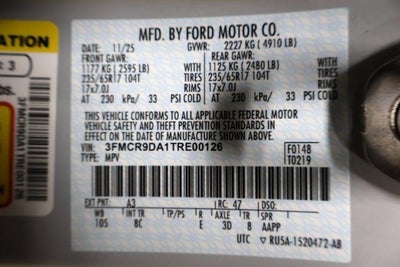 MFD. BY FORD MOTOR CO.
DATE: 11/25 GVWR: 2227 KG ( 4910 LB)
FRONT GAWR: REAR GAWR:
1177 KG ( 2595 LB) WITH 1125 KG ( 2480 LB) WITH
235/65R17 104T TIRES 235/65R17 104T TIRES
17x7.0J RIMS 17x7.0J RIMS
AT 230 kPa/ 33 PSI COLD AT 230 kPa/ 33 PSI COLD
THIS VEHICLE CONFORMS TO ALL APPLICABLE FEDERAL MOTOR
VEHICLE SAFETY AND THEFT PREVENTION STANDARDS IN
EFFECT ON THE DATE OF MANUFACTURE SHOWN ABOVE.
VIN: 3FMCR9DA1TRE00126
TYPE: MPV
F0148
T0219
EXT PNT: A3 RC: 47 DSO:
WB INT TR TP/PS R AXLE TR SPR
105 BC E 3D 8 AAPP
UTC ▽ RU5A-1520472-AB
ATION
: 3
3MCR9DA1TRE00126